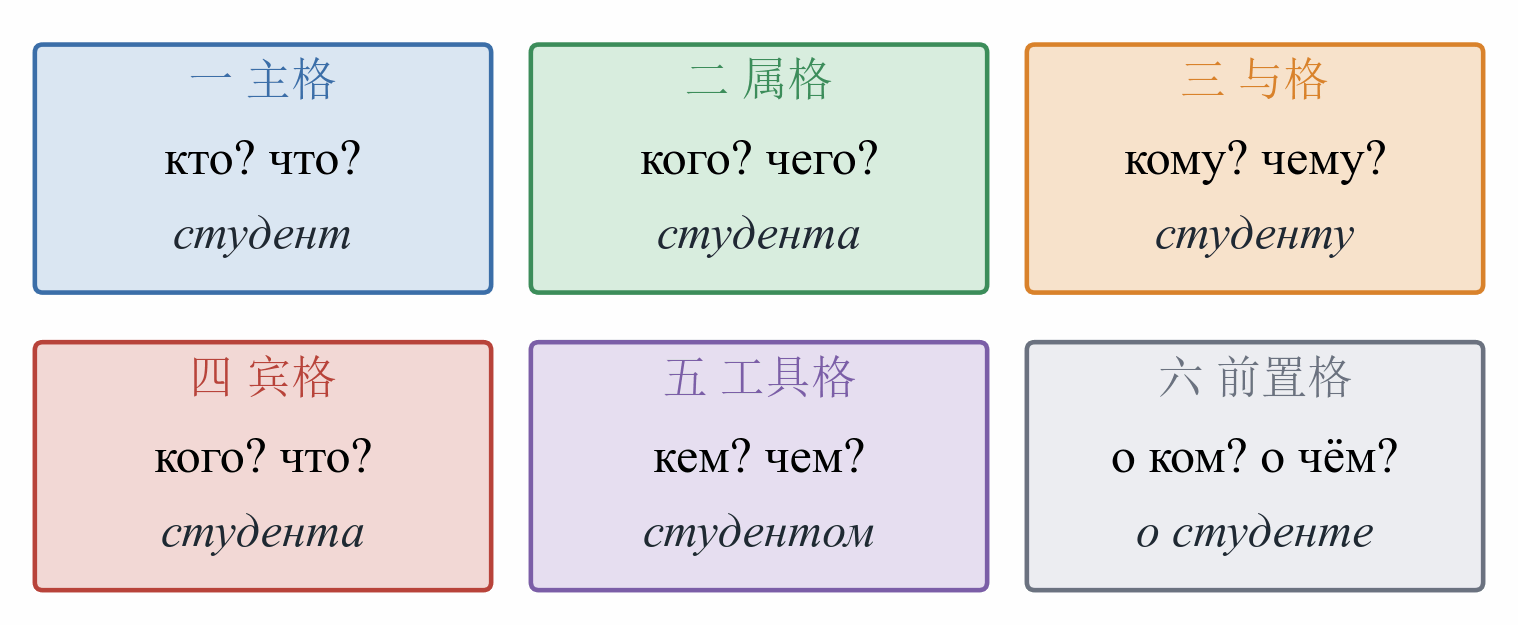 一 主格
кто? что?
студент
二 属格
кого? чего?
студента
三 与格
кому? чему?
студенту
四 宾格
кого? что?
студента
五 工具格
кем? чем?
студентом
六 前置格
о ком? о чём?
о студенте